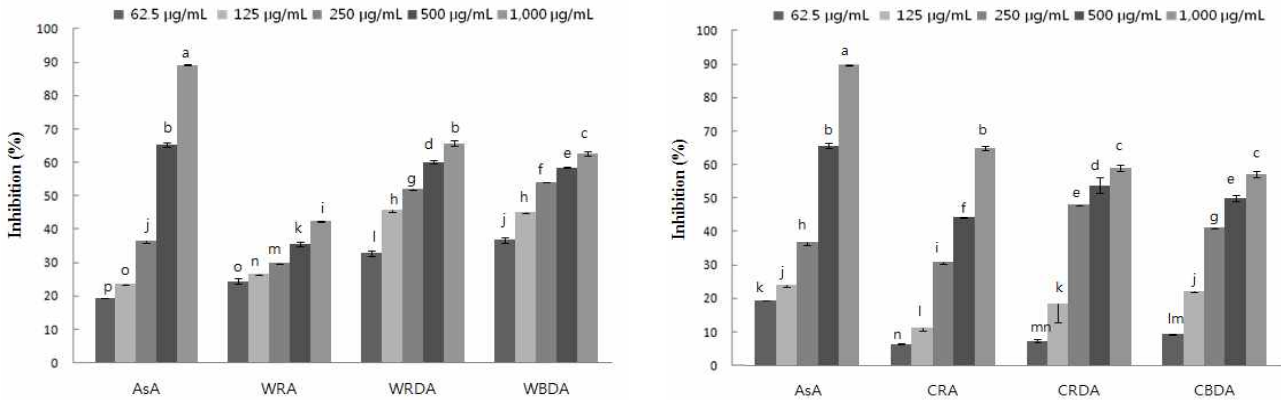 62.5 µg/mL 125 µg/mL 250 µg/mL 500 µg/mL 1,000 µg/mL
Inhibition (%)
100
90
80
70
60
50
40
30
20
10
0
p o j b a
o n m k i
l h g d b
j h f e c
AsA WRA WRDA WBDA
62.5 µg/mL 125 µg/mL 250 µg/mL 500 µg/mL 1,000 µg/mL
Inhibition (%)
100
90
80
70
60
50
40
30
20
10
0
k j h b a
n l i f b
mn k e d c
lm j g e c
AsA CRA CRDA CBDA